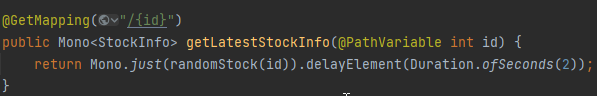 @GetMapping("/{id}")
public Mono<StockInfo> getLatestStockInfo(@PathVariable int id) {
return Mono.just(randomStock(id)).delayElement(Duration.ofSeconds(2));
}